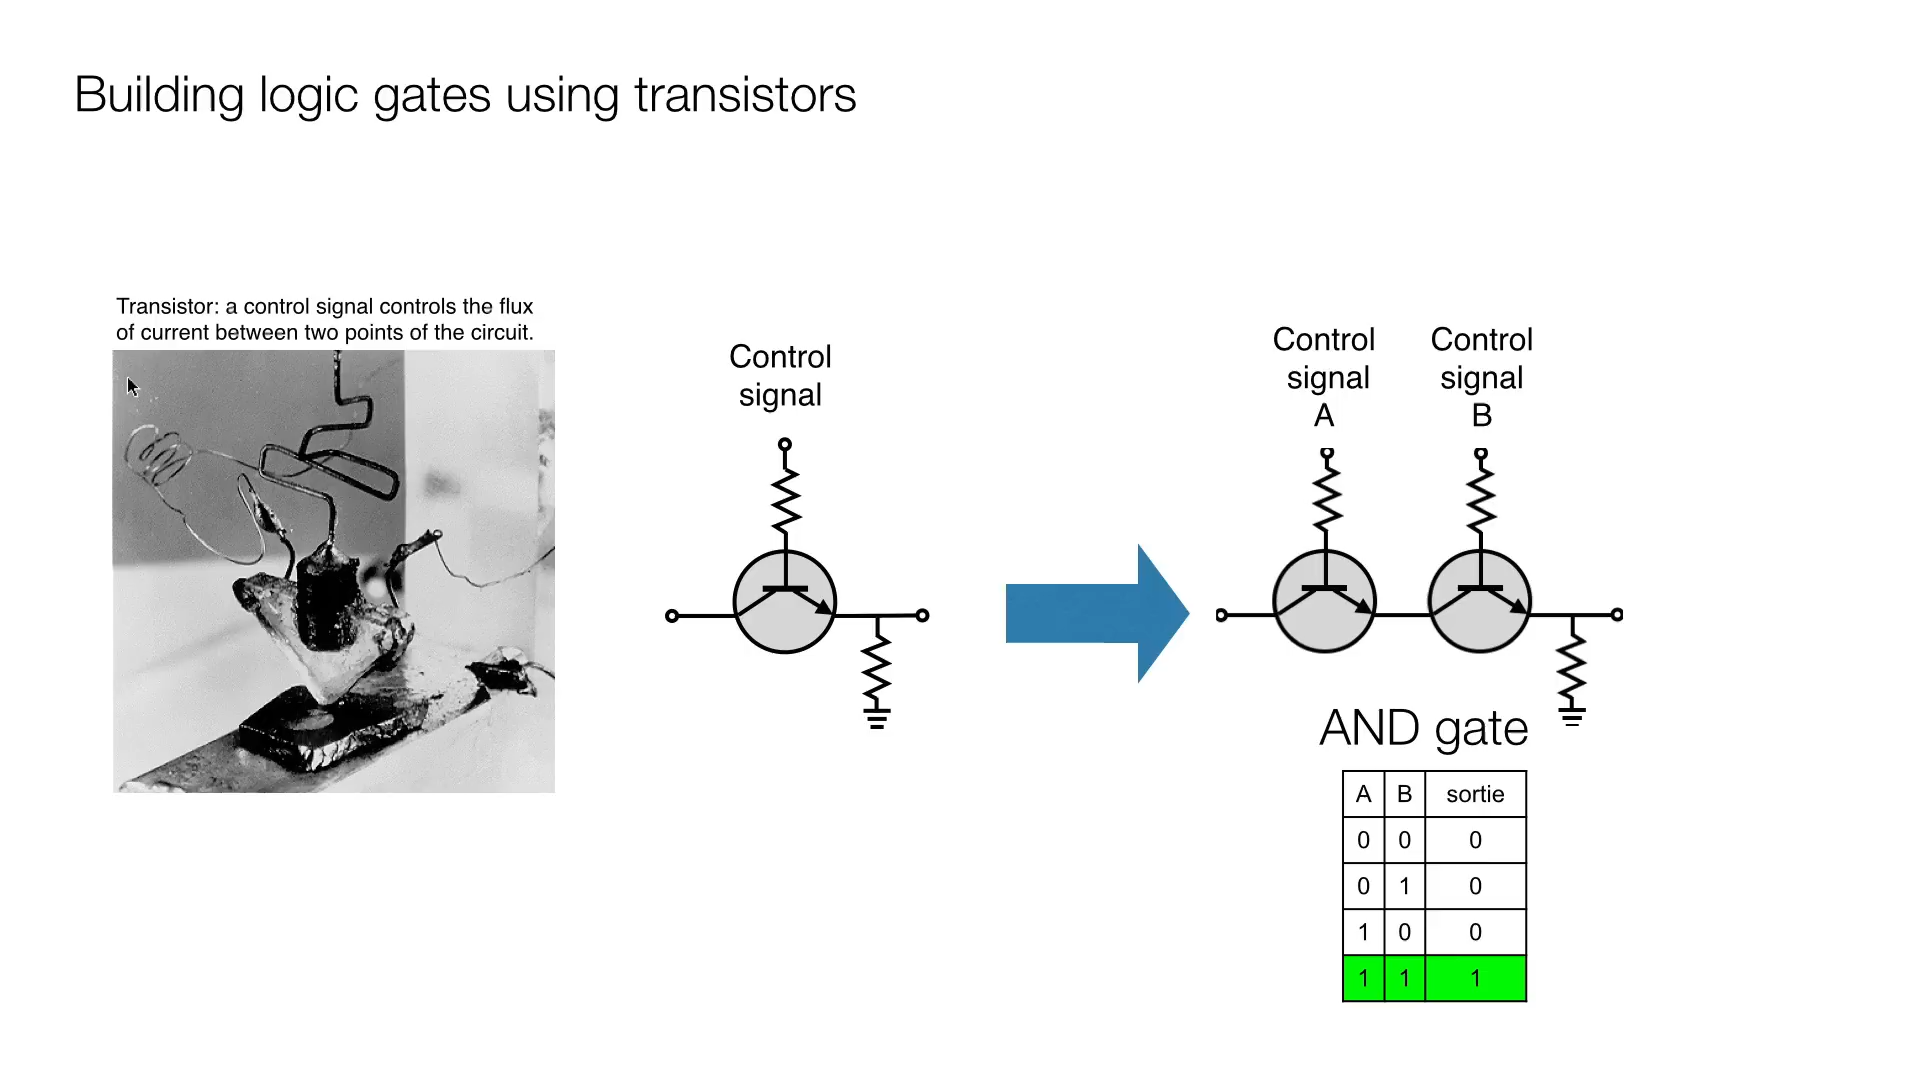 Building logic gates using transistors
Transistor: a control signal controls the flux
of current between two points of the circuit.
Control
signal
Control
signal
A
Control
signal
B
AND gate
A B sortie
0 0 0
0 1 0
1 0 0
1 1 1